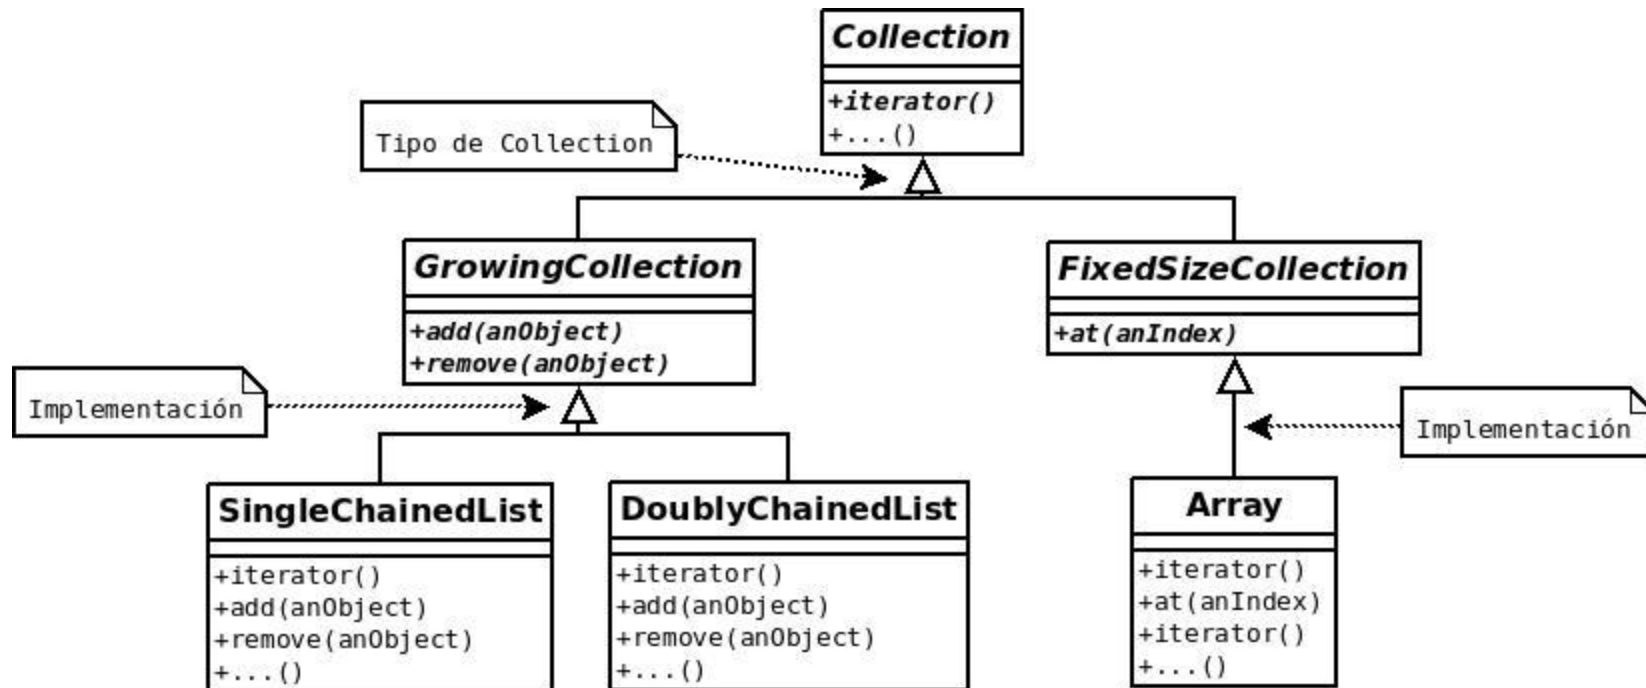 Collection
+iterator()
+...()
Tipo de Collection
GrowingCollection
+add(anObject)
+remove(anObject)
FixedSizeCollection
+at(anIndex)
Implementación
Implementación
SingleChainedList
+iterator()
+add(anObject)
+remove(anObject)
+...()
DoublyChainedList
+iterator()
+add(anObject)
+remove(anObject)
+...()
Array
+iterator()
+at(anIndex)
+iterator()
+...()